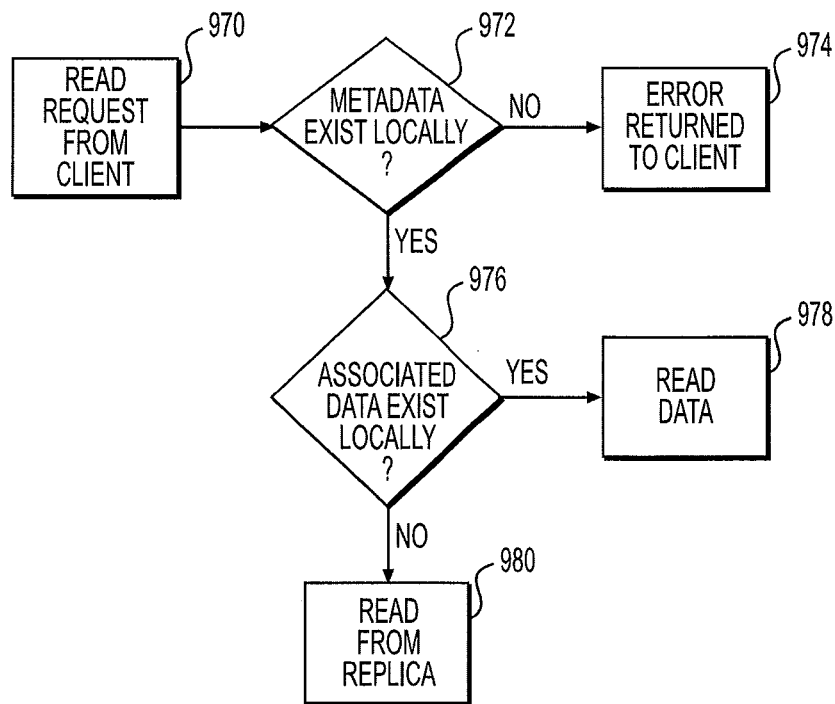 970
READ
REQUEST
FROM
CLIENT
972
METADATA
EXIST LOCALLY
?
NO
974
ERROR
RETURNED
TO CLIENT
YES
976
ASSOCIATED
DATA EXIST
LOCALLY
?
YES
978
READ
DATA
NO
980
READ
FROM
REPLICA